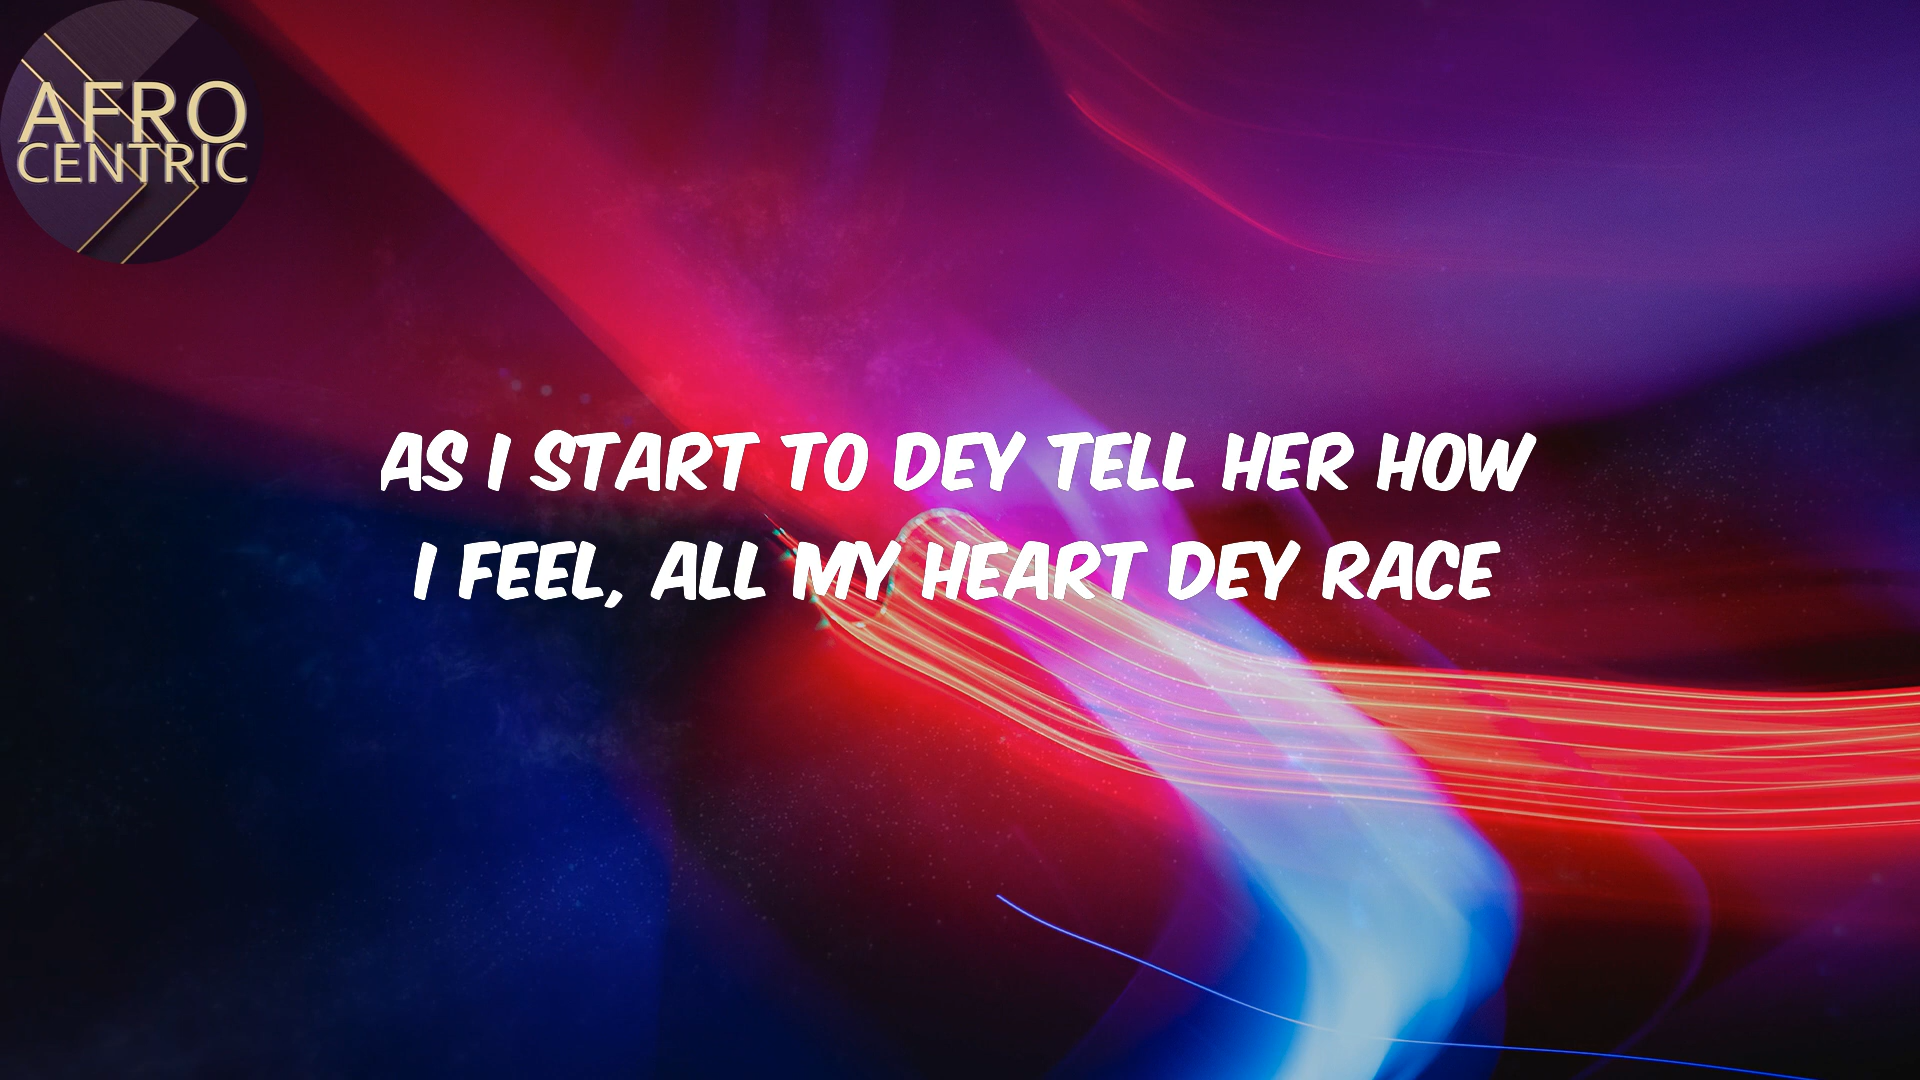 AFRO
CENTRIC
AS I START TO DEY TELL HER HOW
I FEEL, ALL MY HEART DEY RACE